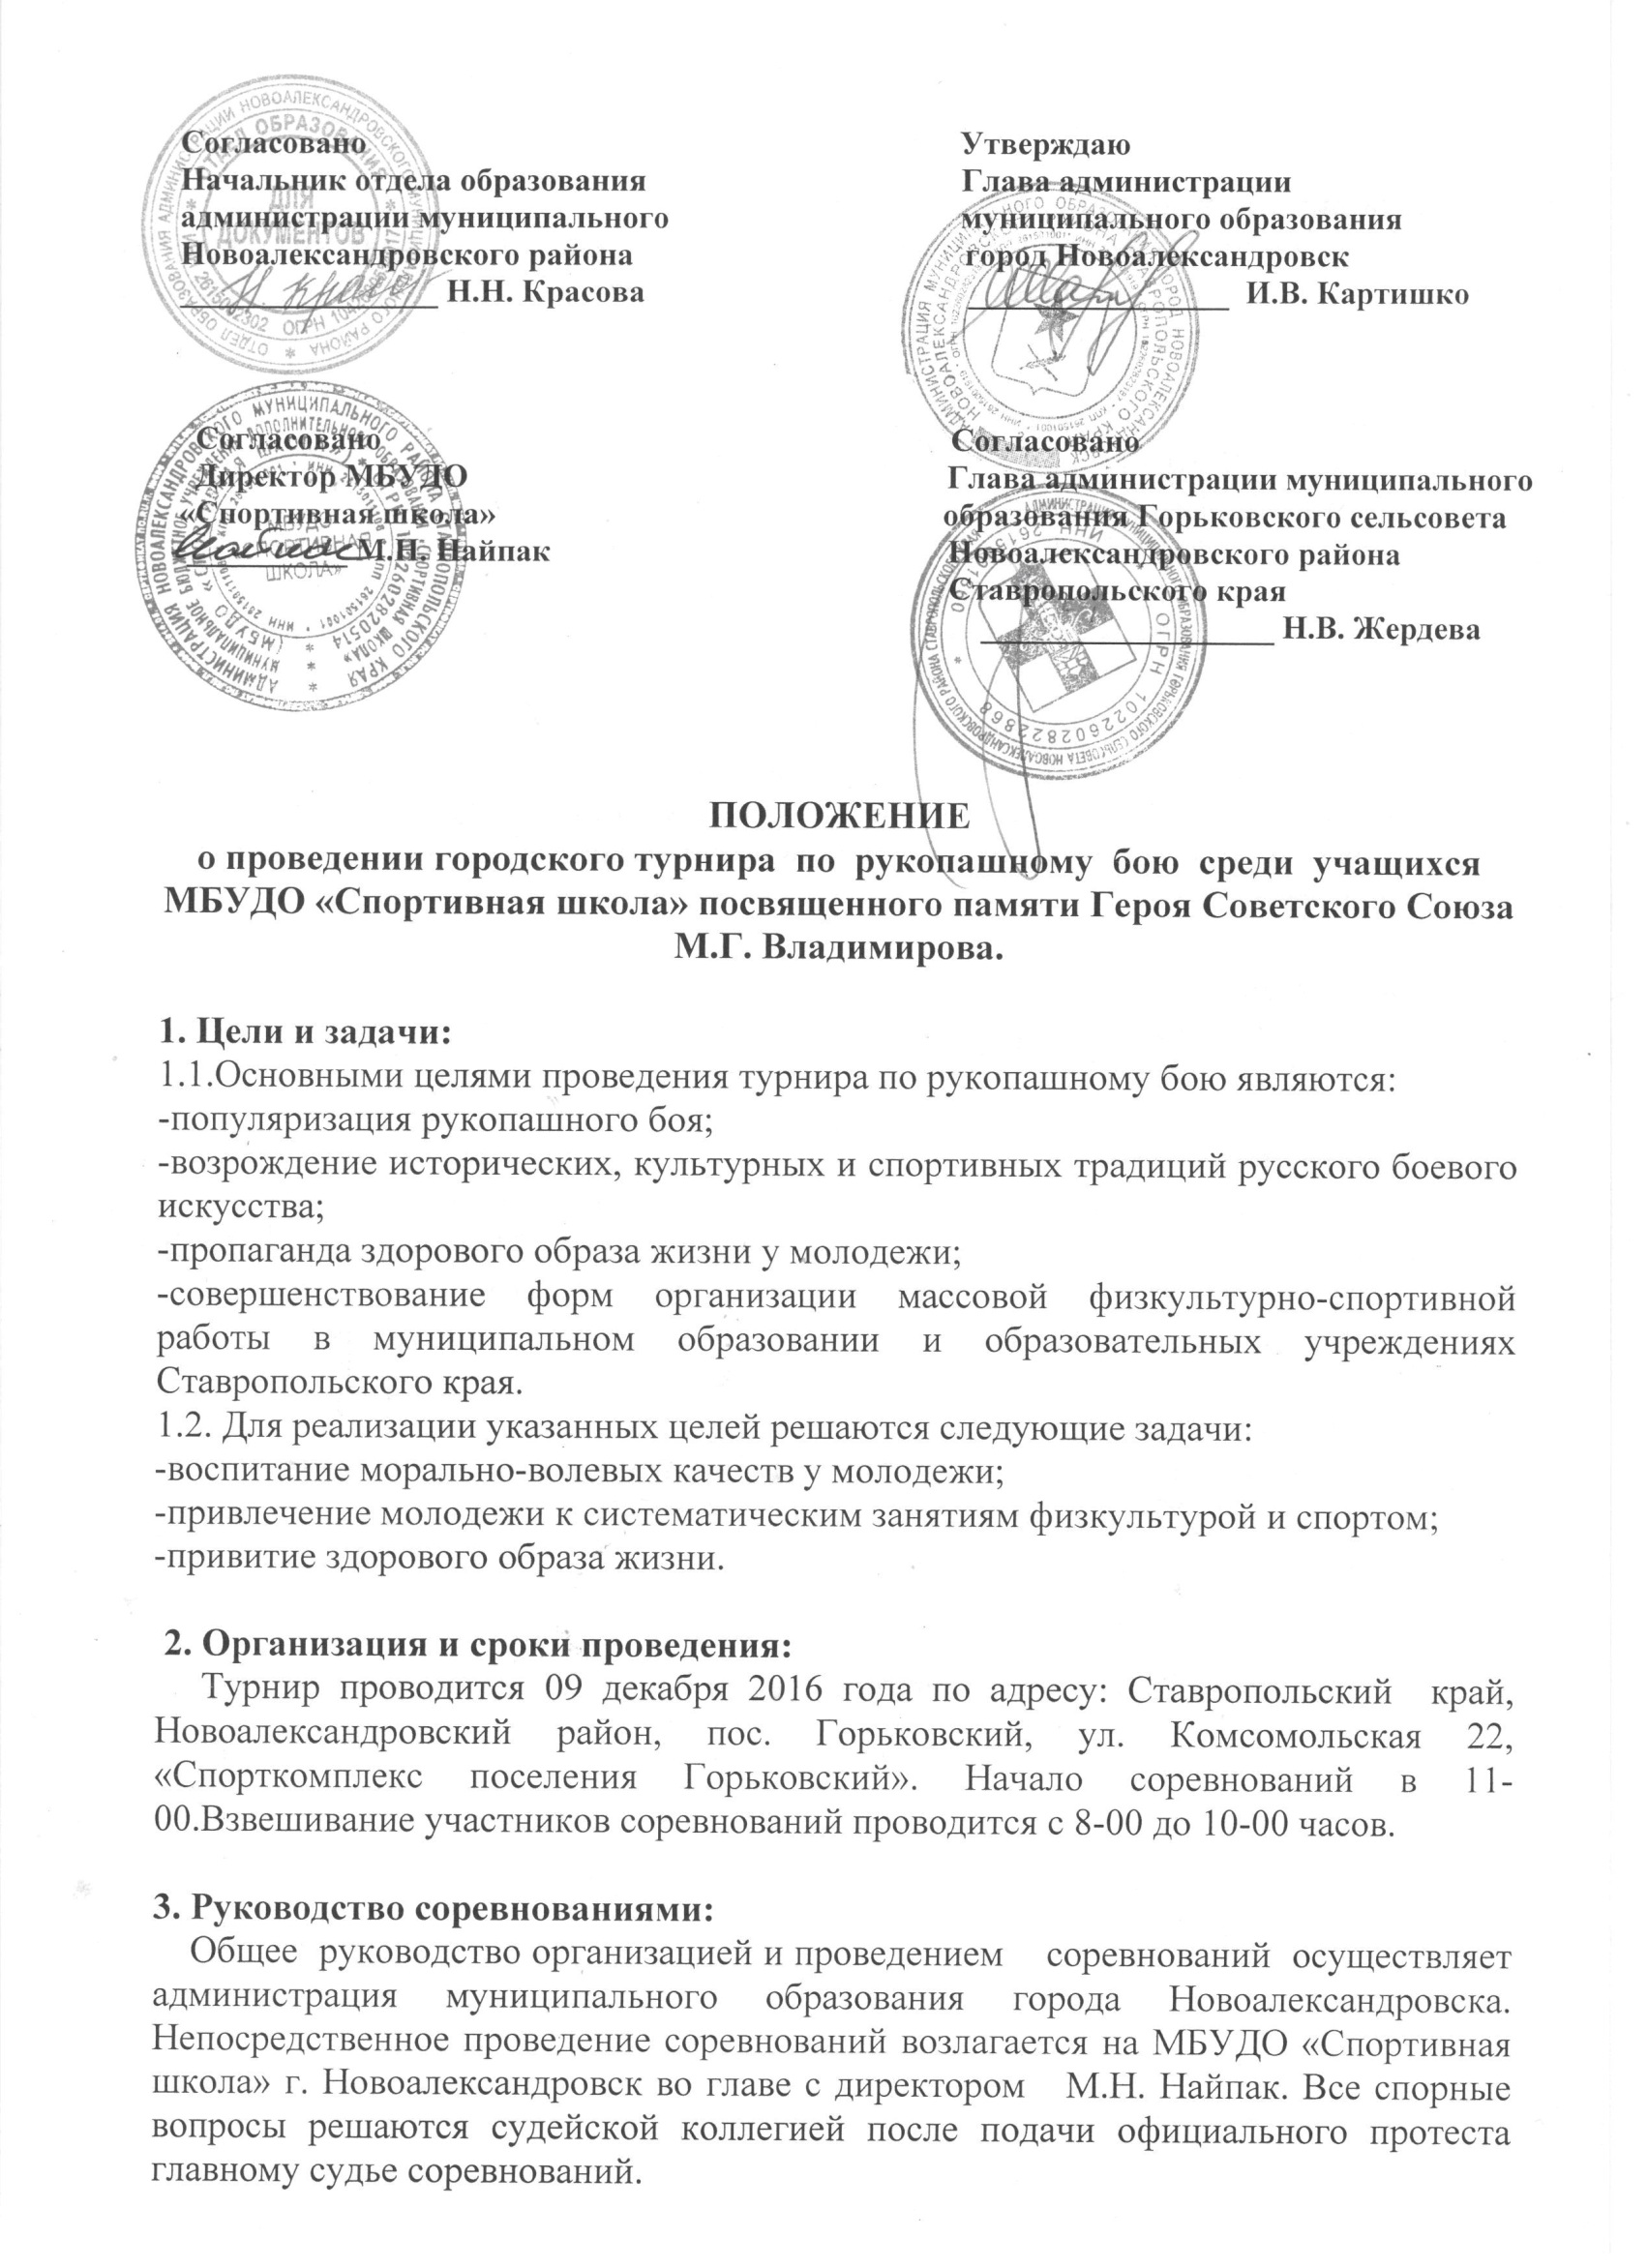 Согласовано
Начальник отдела образования
администрации муниципального
Новоалександровского района
Н.Н. Красова
Утверждаю
Глава администрации
муниципального образования
город Новоалександровск
И.В. Картишко
Согласовано
Директор МБУДО
«Спортивная школа»
М.Н. Найпак
Согласовано
Глава администрации муниципального
образования Горьковского сельсовета
Новоалександровского района
Ставропольского края
Н.В. Жердева
ДЛЯ
ДОКУМЕНТОВ
ПОЛОЖЕНИЕ
о проведении городского турнира по рукопашному бою среди учащихся
МБУДО «Спортивная школа» посвященного памяти Героя Советского Союза
М.Г. Владимирова.
1. Цели и задачи:
1.1.Основными целями проведения турнира по рукопашному бою являются:
-популяризация рукопашного боя;
-возрождение исторических, культурных и спортивных традиций русского боевого
искусства;
-пропаганда здорового образа жизни у молодежи;
-совершенствование форм организации массовой физкультурно-спортивной
работы в муниципальном образовании и образовательных учреждениях
Ставропольского края.
1.2. Для реализации указанных целей решаются следующие задачи:
-воспитание морально-волевых качеств у молодежи;
-привлечение молодежи к систематическим занятиям физкультурой и спортом;
-привитие здорового образа жизни.
2. Организация и сроки проведения:
Турнир проводится 09 декабря 2016 года по адресу: Ставропольский край,
Новоалександровский район, пос. Горьковский, ул. Комсомольская 22,
«Спорткомплекс поселения Горьковский». Начало соревнований в 11-
00.Взвешивание участников соревнований проводится с 8-00 до 10-00 часов.
3. Руководство соревнованиями:
Общее руководство организацией и проведением соревнований осуществляет
администрация муниципального образования города Новоалександровска.
Непосредственное проведение соревнований возлагается на МБУДО «Спортивная
школа» г. Новоалександровск во главе с директором М.Н. Найпак. Все спорные
вопросы решаются судейской коллегией после подачи официального протеста
главному судье соревнований.